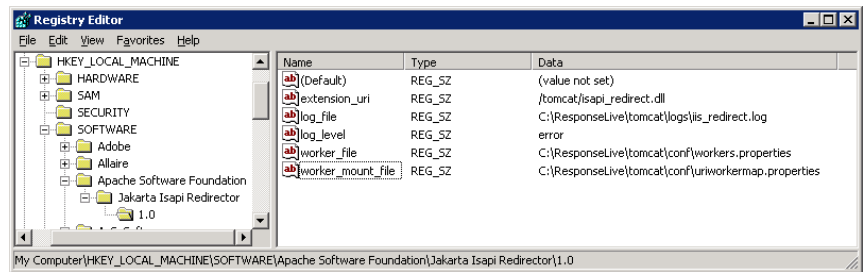 Registry Editor
File Edit View Favorites Help
HKEY_LOCAL_MACHINE
HARDWARE
SAM
SECURITY
SOFTWARE
Adobe
Allaire
Apache Software Foundation
Jakarta Isapi Redirector
1.0
Name Type Data
(Default) REG_SZ (value not set)
extension_uri REG_SZ /tomcat/isapi_redirect.dll
log_file REG_SZ C:\ResponseLive\tomcat\logs\iis_redirect.log
log_level REG_SZ error
worker_file REG_SZ C:\ResponseLive\tomcat\conf\workers.properties
worker_mount_file REG_SZ C:\ResponseLive\tomcat\conf\uriworkermap.properties
My Computer\HKEY_LOCAL_MACHINE\SOFTWARE\Apache Software Foundation\Jakarta Isapi Redirector\1.0